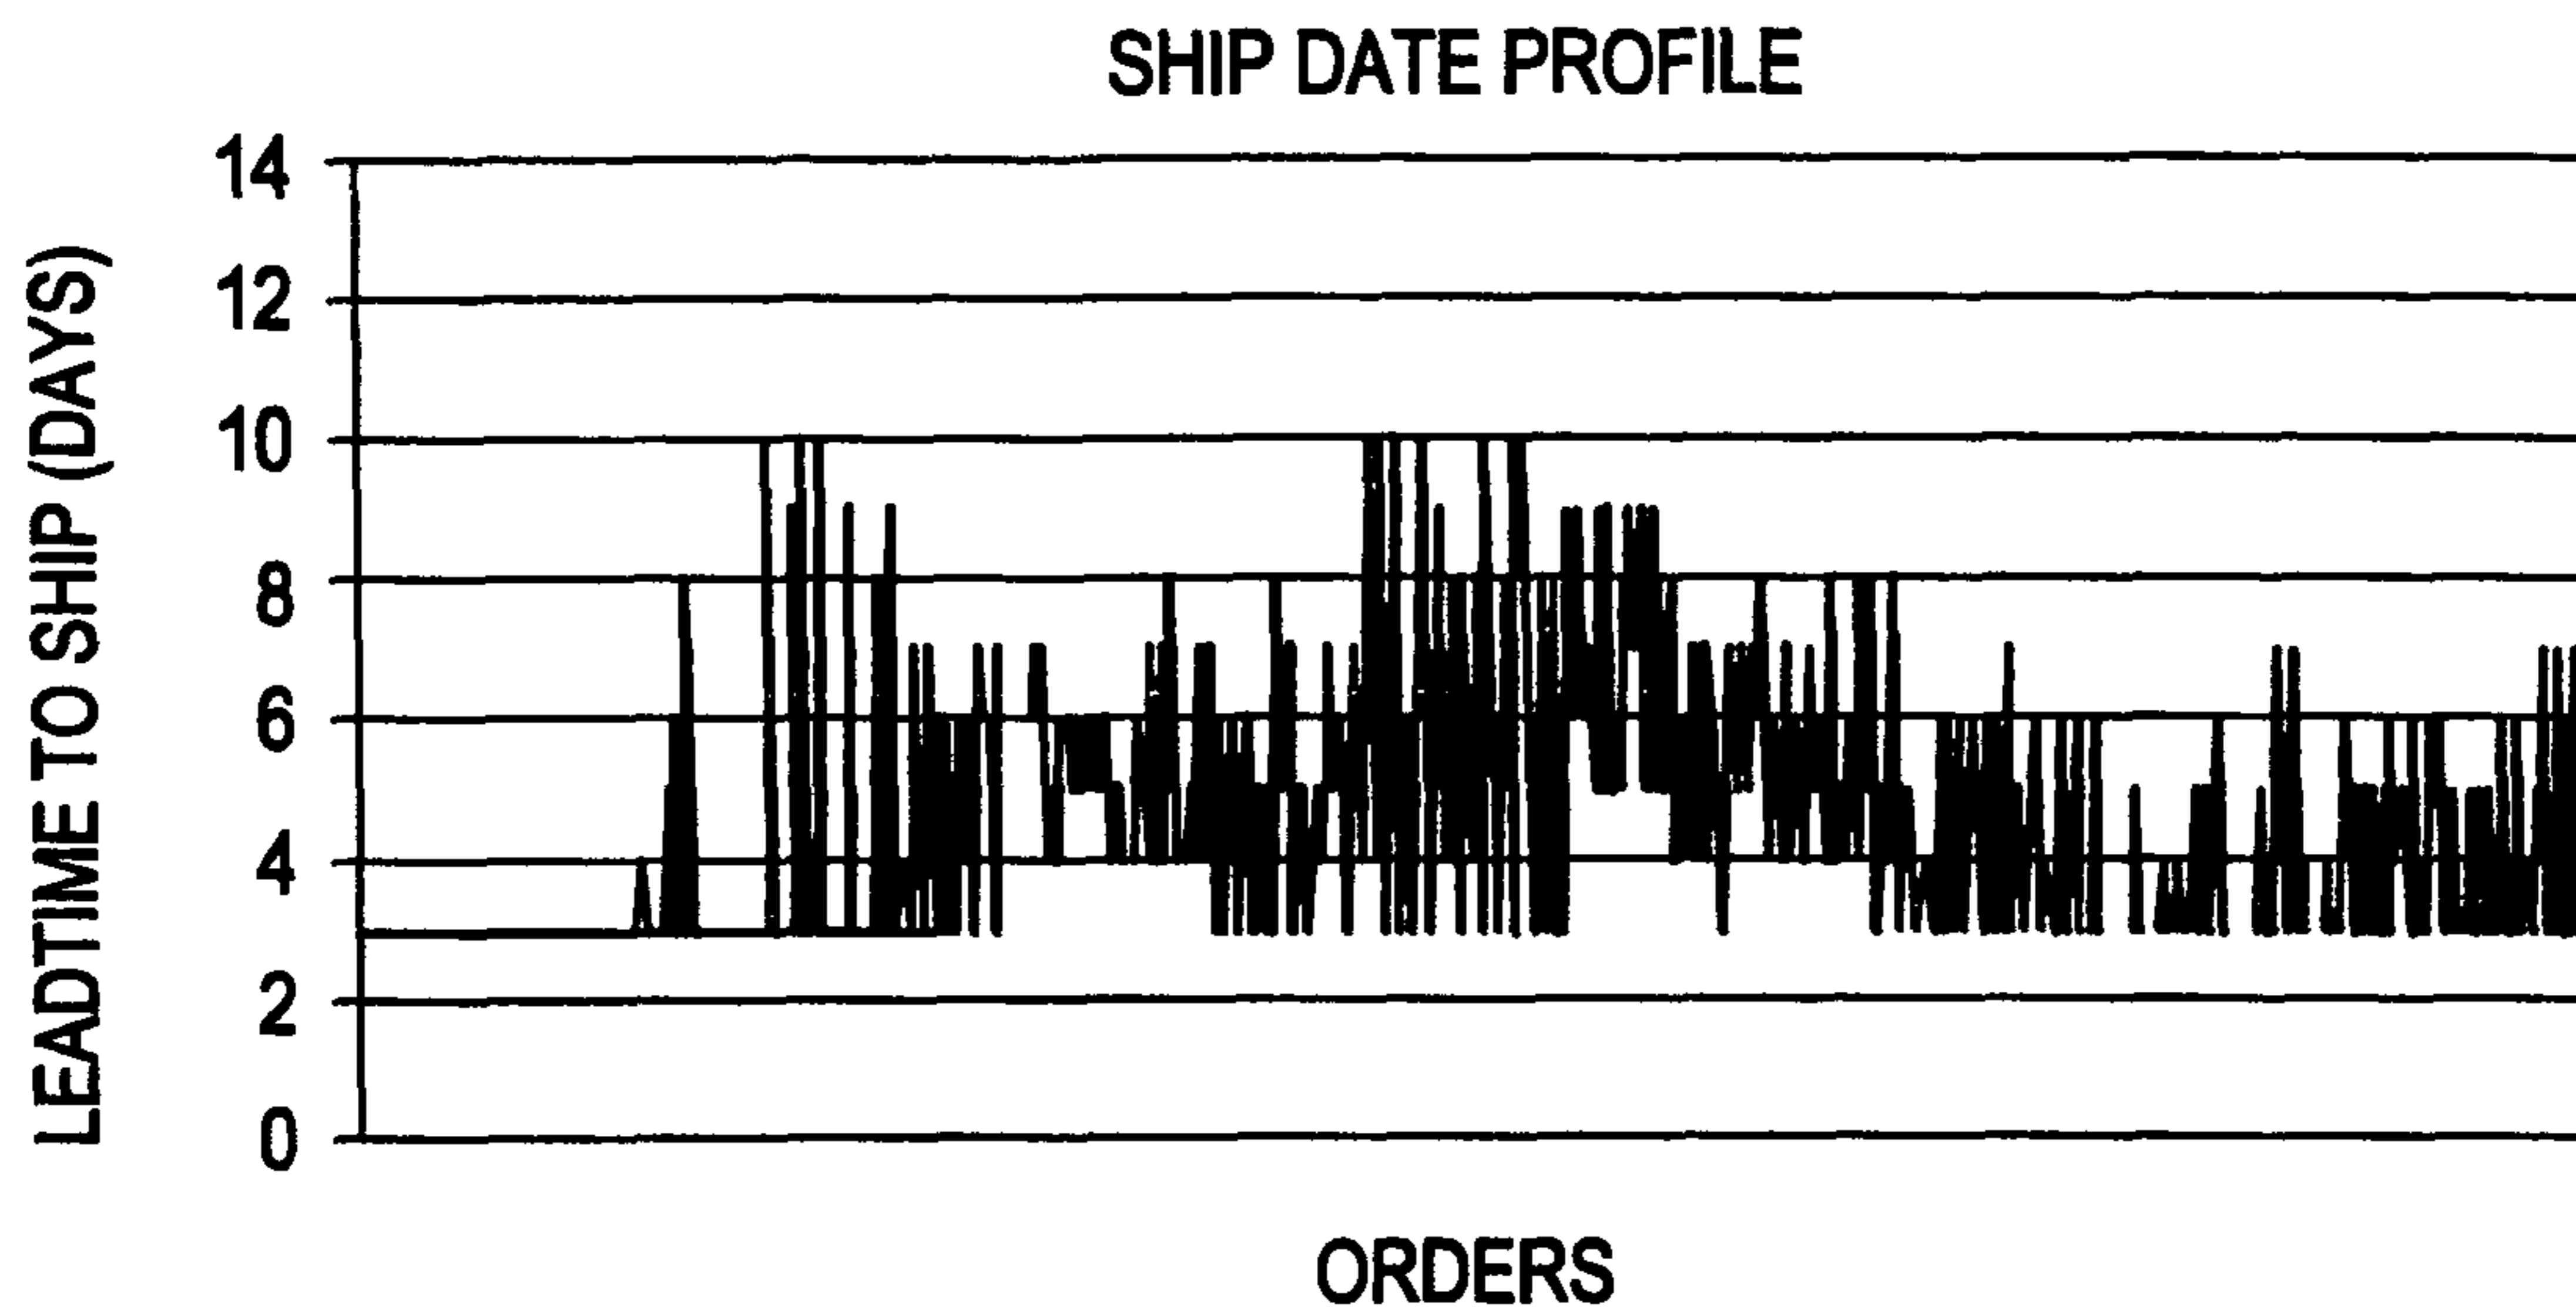 SHIP DATE PROFILE
LEADTIME TO SHIP (DAYS)
14
12
10
8
6
4
2
0
ORDERS